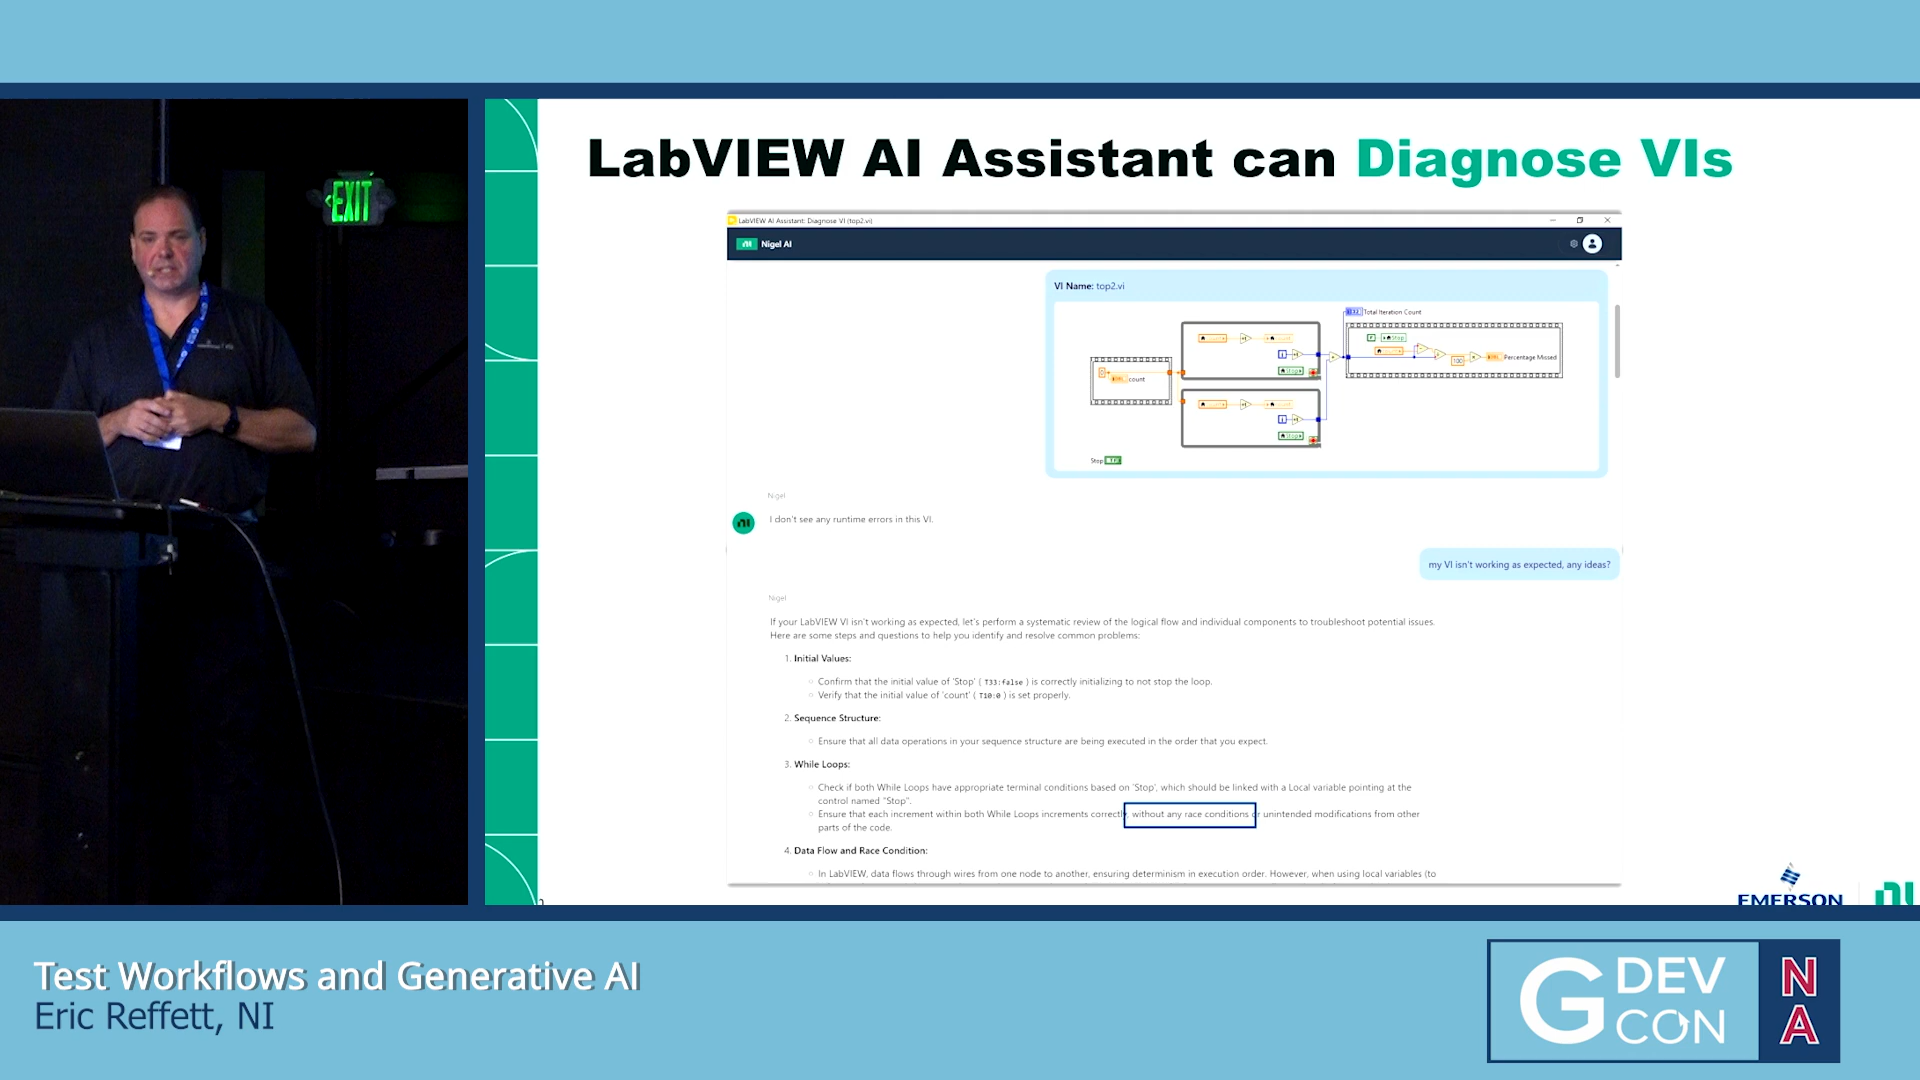 EXIT
LabVIEW AI Assistant can Diagnose VIs
LabVIEW AI Assistant: Diagnose VI (top2.vi)
Nigel AI
VI Name: top2.vi
Total Iteration Count
Stop
count
100
Percentage Missed
Stop
Stop
Stop
Nigel
I don't see any runtime errors in this VI.
my VI isn't working as expected, any ideas?
Nigel
If your LabVIEW VI isn't working as expected, let's perform a systematic review of the logical flow and individual components to troubleshoot potential issues.
Here are some steps and questions to help you identify and resolve common problems:
1. Initial Values:
Confirm that the initial value of 'Stop' ( T33:false ) is correctly initializing to not stop the loop.
Verify that the initial value of 'count' ( T10:0 ) is set properly.
2. Sequence Structure:
Ensure that all data operations in your sequence structure are being executed in the order that you expect.
3. While Loops:
Check if both While Loops have appropriate terminal conditions based on 'Stop', which should be linked with a Local variable pointing at the
control named "Stop".
Ensure that each increment within both While Loops increments correctly, without any race conditions or unintended modifications from other
parts of the code.
4. Data Flow and Race Condition:
In LabVIEW, data flows through wires from one node to another, ensuring determinism in execution order. However, when using local variables (to
EMERSON
ni
Test Workflows and Generative AI
Eric Reffett, NI
G DEV CON
NA